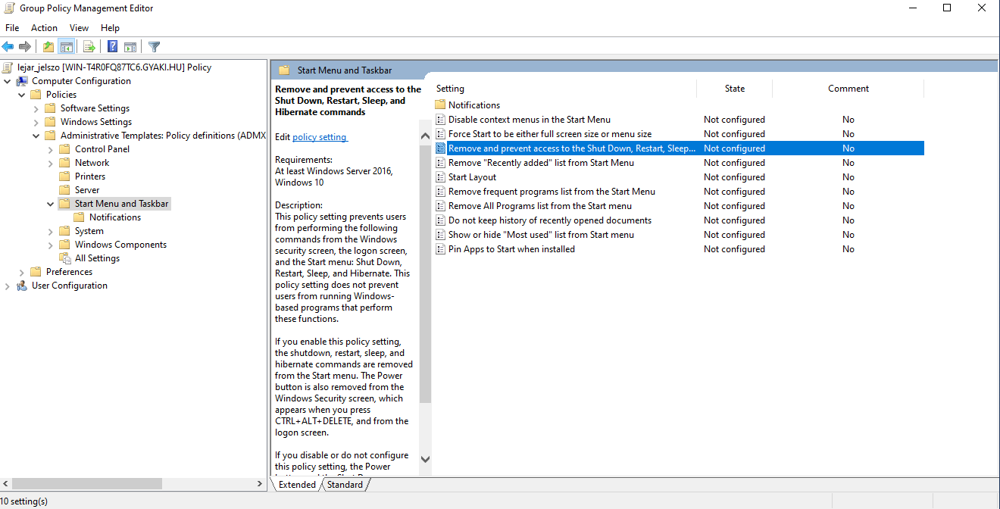 Group Policy Management Editor
File Action View Help
lejar_jelszo [WIN-T4R0FQ87TC6.GYAKI.HU] Policy
Computer Configuration
Policies
Software Settings
Windows Settings
Administrative Templates: Policy definitions (ADMX
Control Panel
Network
Printers
Server
Start Menu and Taskbar
Notifications
System
Windows Components
All Settings
Preferences
User Configuration
Start Menu and Taskbar
Remove and prevent access to the
Shut Down, Restart, Sleep, and
Hibernate commands
Edit policy setting
Requirements:
At least Windows Server 2016,
Windows 10
Description:
This policy setting prevents users
from performing the following
commands from the Windows
security screen, the logon screen,
and the Start menu: Shut Down,
Restart, Sleep, and Hibernate. This
policy setting does not prevent
users from running Windows-
based programs that perform
these functions.
If you enable this policy setting,
the shutdown, restart, sleep, and
hibernate commands are removed
from the Start menu. The Power
button is also removed from the
Windows Security screen, which
appears when you press
CTRL+ALT+DELETE, and from the
logon screen.
If you disable or do not configure
this policy setting, the Power
Setting State Comment
Notifications
Disable context menus in the Start Menu Not configured No
Force Start to be either full screen size or menu size Not configured No
Remove and prevent access to the Shut Down, Restart, Sleep... Not configured No
Remove "Recently added" list from Start Menu Not configured No
Start Layout Not configured No
Remove frequent programs list from the Start Menu Not configured No
Remove All Programs list from the Start menu Not configured No
Do not keep history of recently opened documents Not configured No
Show or hide "Most used" list from Start menu Not configured No
Pin Apps to Start when installed Not configured No
Extended Standard
10 setting(s)